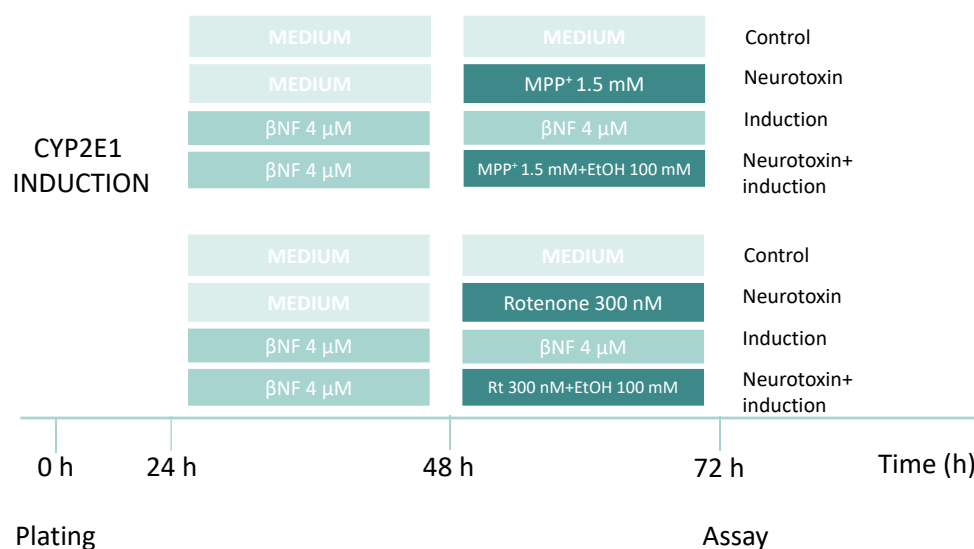 MEDIUM MEDIUM Control
MEDIUM MPP⁺ 1.5 mM Neurotoxin
βNF 4 μM βNF 4 μM Induction
βNF 4 μM MPP⁺ 1.5 mM+EtOH 100 mM Neurotoxin+
induction
CYP2E1
INDUCTION
MEDIUM MEDIUM Control
MEDIUM Rotenone 300 nM Neurotoxin
βNF 4 μM βNF 4 μM Induction
βNF 4 μM Rt 300 nM+EtOH 100 mM Neurotoxin+
induction
0 h 24 h 48 h 72 h Time (h)
Plating Assay